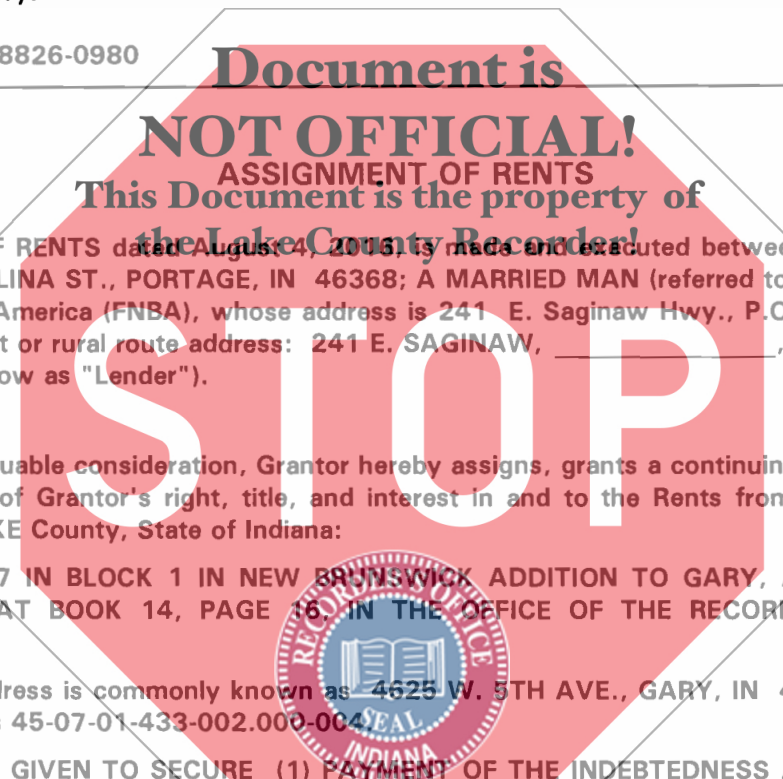 8826-0980
Document is
NOT OFFICIAL!
ASSIGNMENT OF RENTS
This Document is the property of
the Lake County Recorder!
RENTS dated August 4, 2016, is made and executed betwee
LINA ST., PORTAGE, IN 46368; A MARRIED MAN (referred to
America (FNBA), whose address is 241 E. Saginaw Hwy., P.O
t or rural route address: 241 E. SAGINAW, ____________,
ow as "Lender").
STOP
uable consideration, Grantor hereby assigns, grants a continuin
of Grantor's right, title, and interest in and to the Rents from
KE County, State of Indiana:
7 IN BLOCK 1 IN NEW BRUNSWICK ADDITION TO GARY,
AT BOOK 14, PAGE 16, IN THE OFFICE OF THE RECOR
RECORDER'S OFFICE
dress is commonly known as 4625 W. 5TH AVE., GARY, IN 4
45-07-01-433-002.000-004.
SEAL
INDIANA
GIVEN TO SECURE (1) PAYMENT OF THE INDEBTEDNESS